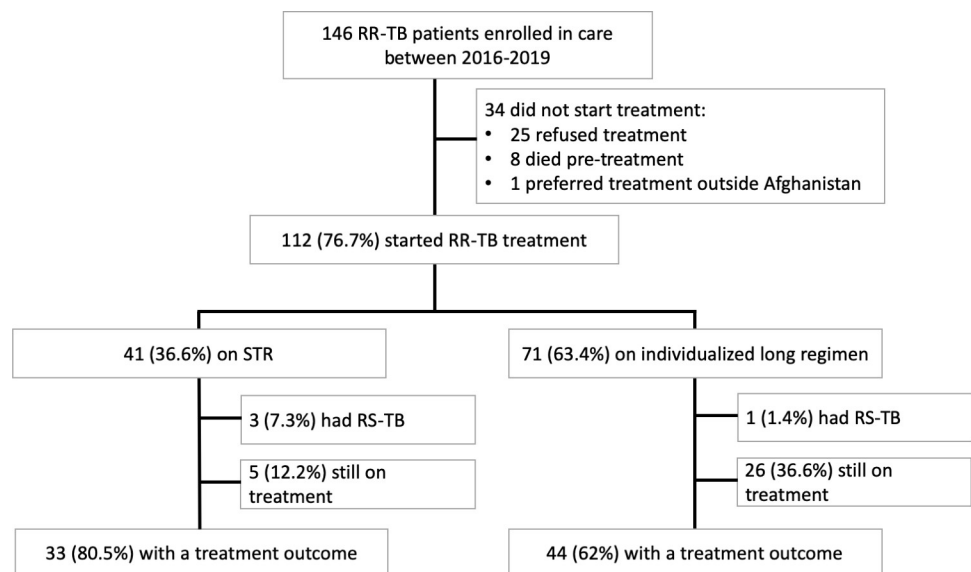 146 RR-TB patients enrolled in care
between 2016-2019
34 did not start treatment:
• 25 refused treatment
• 8 died pre-treatment
• 1 preferred treatment outside Afghanistan
112 (76.7%) started RR-TB treatment
41 (36.6%) on STR
71 (63.4%) on individualized long regimen
3 (7.3%) had RS-TB
1 (1.4%) had RS-TB
5 (12.2%) still on
treatment
26 (36.6%) still on
treatment
33 (80.5%) with a treatment outcome
44 (62%) with a treatment outcome